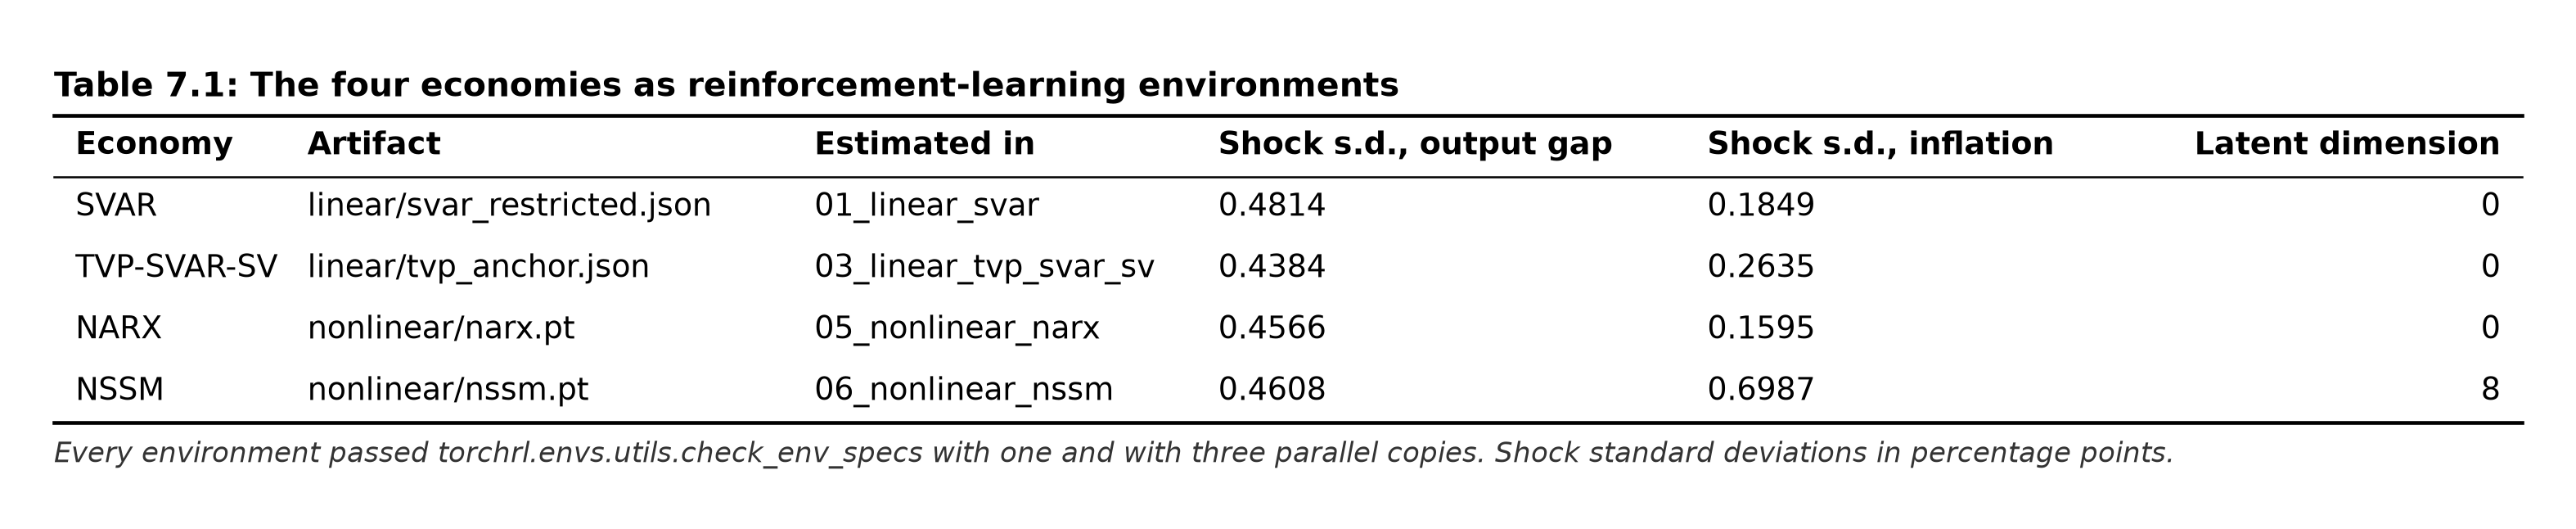 Table 7.1: The four economies as reinforcement-learning environments
Economy Artifact Estimated in Shock s.d., output gap Shock s.d., inflation Latent dimension
SVAR linear/svar_restricted.json 01_linear_svar 0.4814 0.1849 0
TVP-SVAR-SV linear/tvp_anchor.json 03_linear_tvp_svar_sv 0.4384 0.2635 0
NARX nonlinear/narx.pt 05_nonlinear_narx 0.4566 0.1595 0
NSSM nonlinear/nssm.pt 06_nonlinear_nssm 0.4608 0.6987 8
Every environment passed torchrl.envs.utils.check_env_specs with one and with three parallel copies. Shock standard deviations in percentage points.